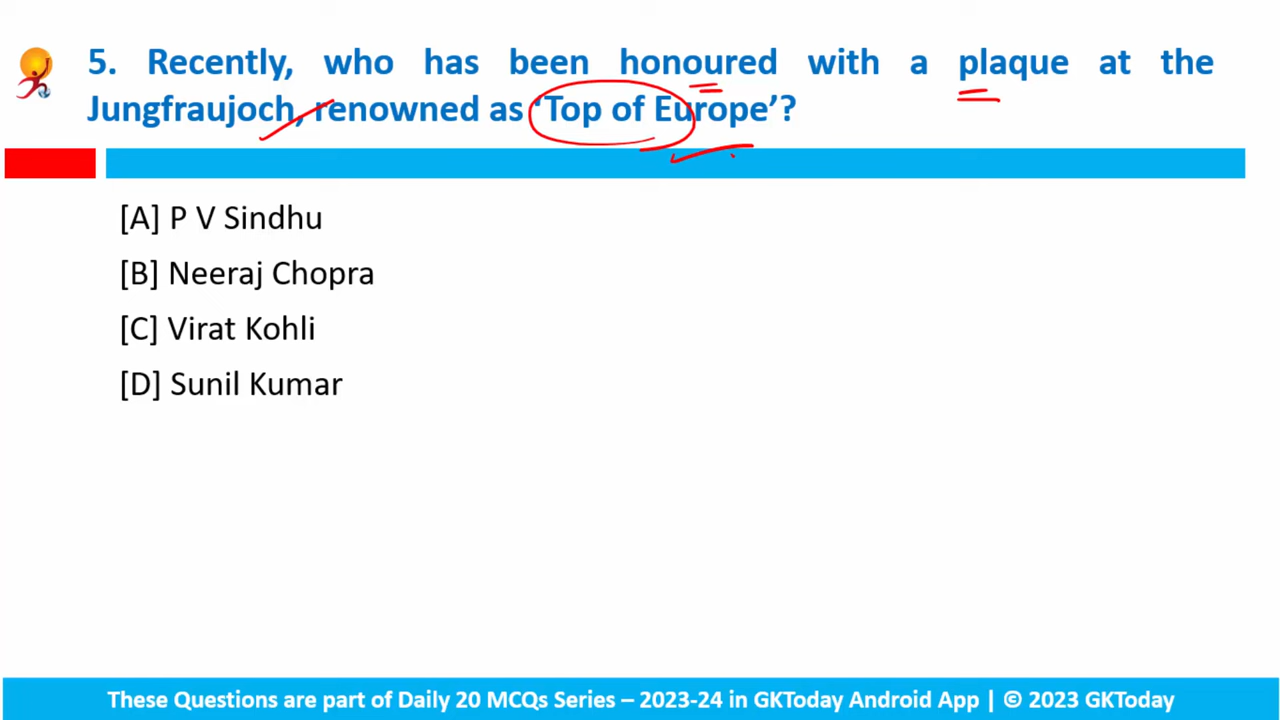 5. Recently, who has been honoured with a plaque at the
Jungfraujoch, renowned as ‘Top of Europe’?
[A] P V Sindhu
[B] Neeraj Chopra
[C] Virat Kohli
[D] Sunil Kumar
These Questions are part of Daily 20 MCQs Series – 2023-24 in GKToday Android App | © 2023 GKToday